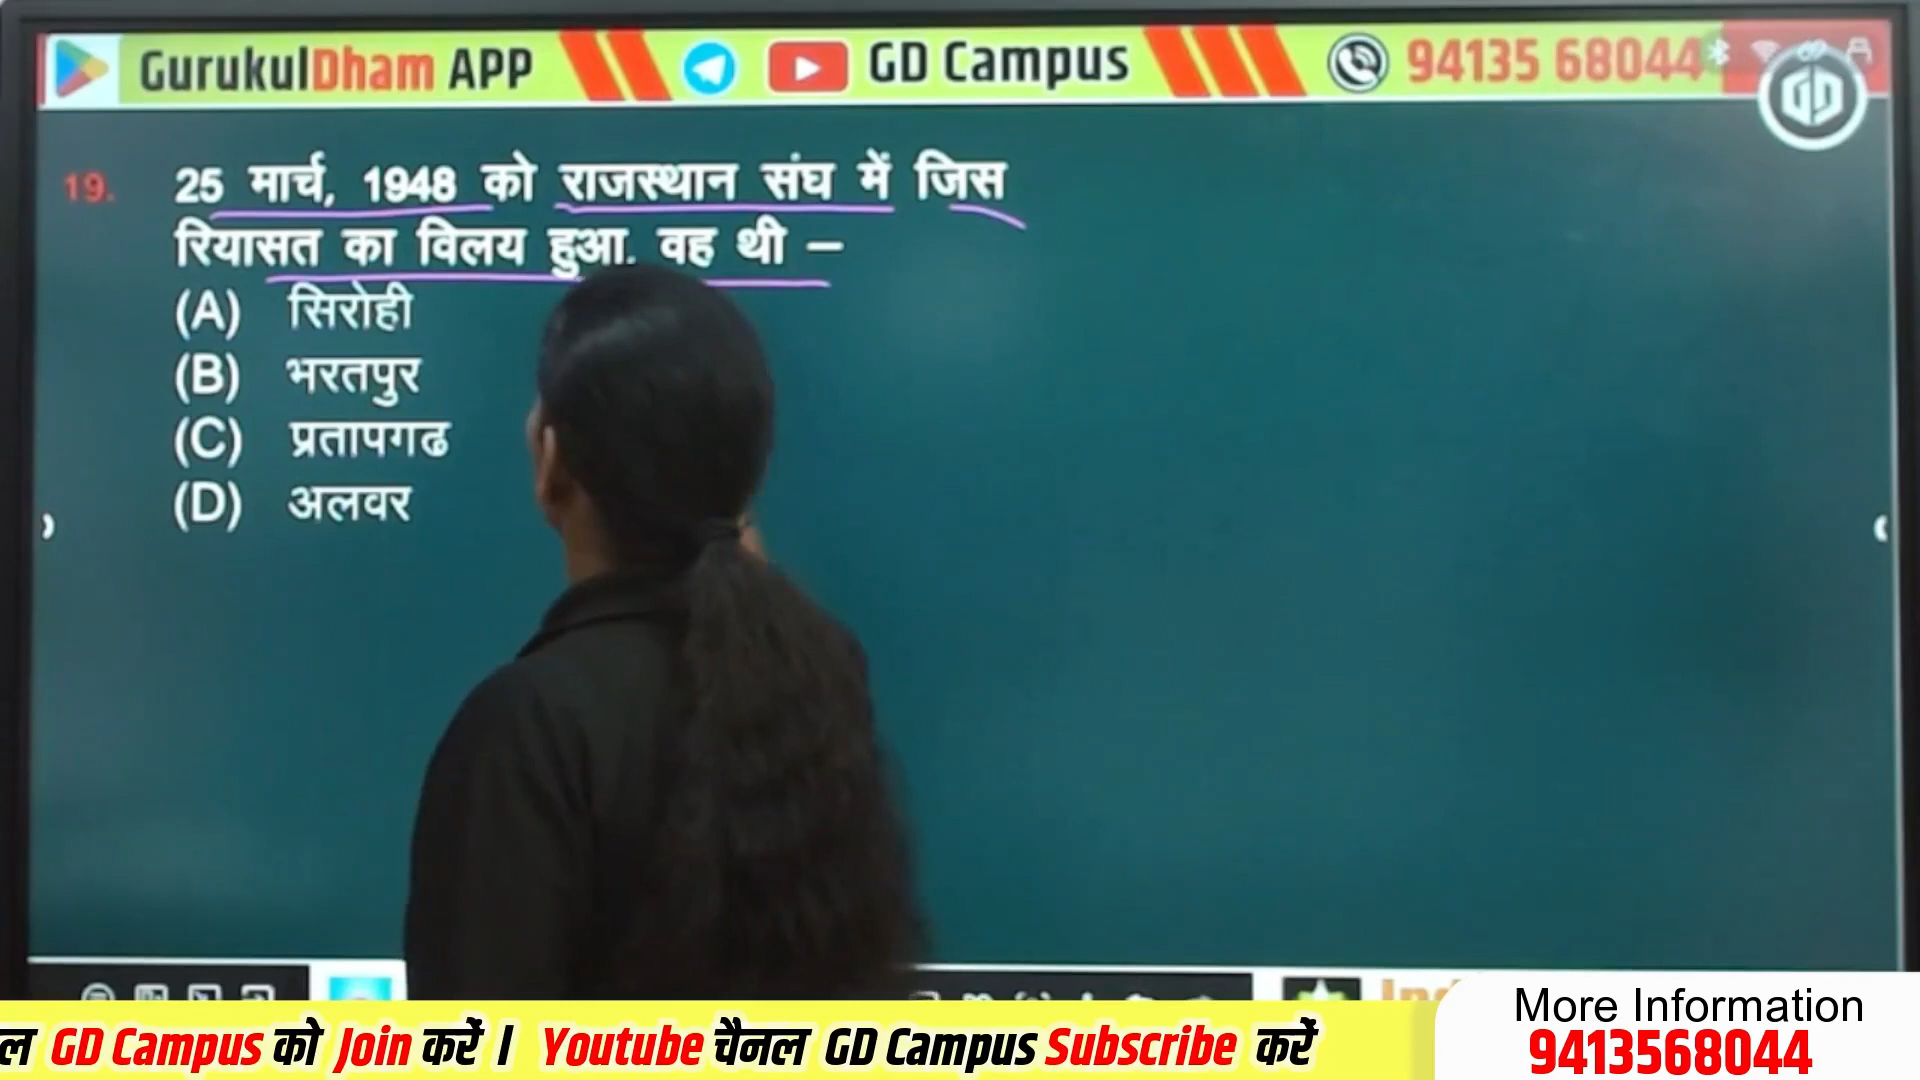 GurukulDham APP GD Campus 94135 68044
GD
19. 25 मार्च, 1948 को राजस्थान संघ में जिस
रियासत का विलय हुआ. वह थी –
(A) सिरोही
(B) भरतपुर
(C) प्रतापगढ
(D) अलवर
More Information
GD Campus को Join करें । Youtube चैनल GD Campus Subscribe करें
9413568044